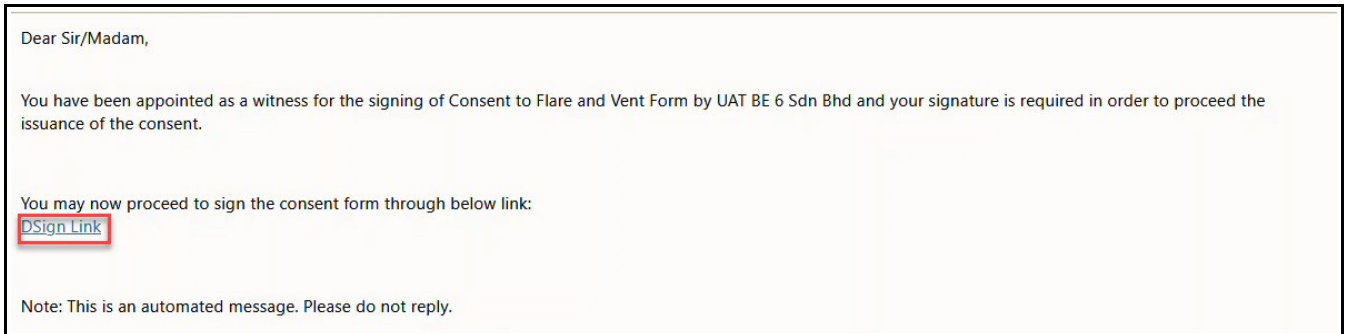 Dear Sir/Madam,
You have been appointed as a witness for the signing of Consent to Flare and Vent Form by UAT BE 6 Sdn Bhd and your signature is required in order to proceed the
issuance of the consent.
You may now proceed to sign the consent form through below link:
DSign Link
Note: This is an automated message. Please do not reply.